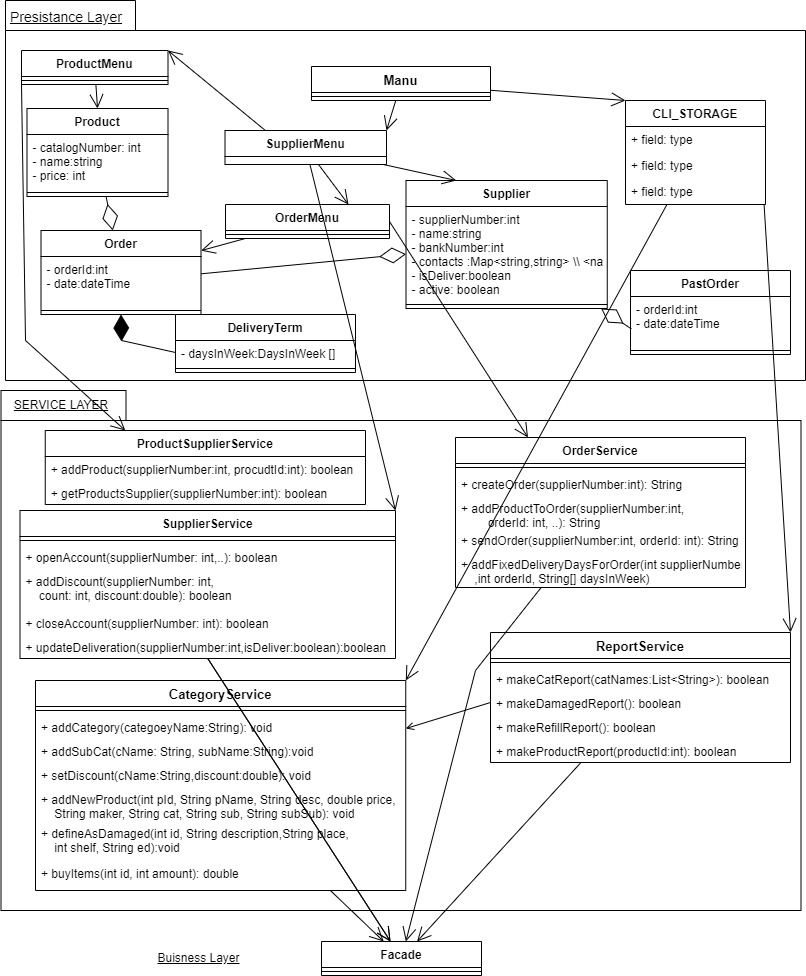 Presistance Layer
ProductMenu
Manu
Product
- catalogNumber: int
- name:string
- price: int
CLI_STORAGE
+ field: type
+ field: type
+ field: type
SupplierMenu
Supplier
- supplierNumber:int
- name:string
- bankNumber:int
- contacts :Map<string,string> \\ <na
- isDeliver:boolean
- active: boolean
OrderMenu
Order
- orderId:int
- date:dateTime
PastOrder
- orderId:int
- date:dateTime
DeliveryTerm
- daysInWeek:DaysInWeek []
SERVICE LAYER
ProductSupplierService
+ addProduct(supplierNumber:int, procudtId:int): boolean
+ getProductsSupplier(supplierNumber:int): boolean
OrderService
+ createOrder(supplierNumber:int): String
+ addProductToOrder(supplierNumber:int,
orderId: int, ..): String
+ sendOrder(supplierNumber:int, orderId: int): String
+ addFixedDeliveryDaysForOrder(int supplierNumbe
,int orderId, String[] daysInWeek)
SupplierService
+ openAccount(supplierNumber: int,..): boolean
+ addDiscount(supplierNumber: int,
count: int, discount:double): boolean
+ closeAccount(supplierNumber: int): boolean
+ updateDeliveration(supplierNumber:int,isDeliver:boolean):boolean
ReportService
+ makeCatReport(catNames:List<String>): boolean
+ makeDamagedReport(): boolean
+ makeRefillReport(): boolean
+ makeProductReport(productId:int): boolean
CategoryService
+ addCategory(categoeyName:String): void
+ addSubCat(cName: String, subName:String):void
+ setDiscount(cName:String,discount:double): void
+ addNewProduct(int pId, String pName, String desc, double price,
String maker, String cat, String sub, String subSub): void
+ defineAsDamaged(int id, String description,String place,
int shelf, String ed):void
+ buyItems(int id, int amount): double
Buisness Layer
Facade